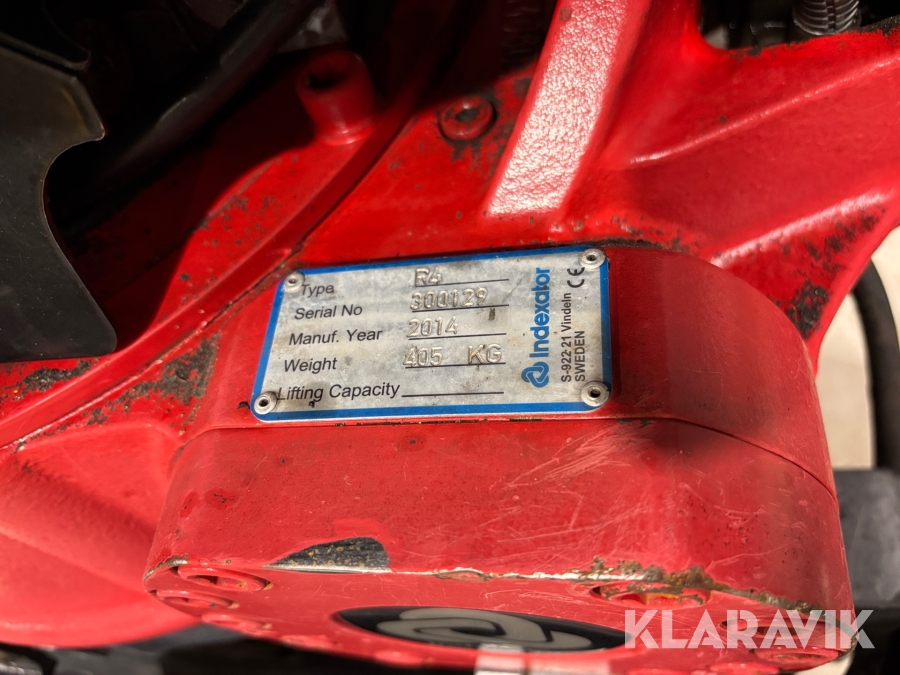 Type R4
Serial No 300129
Manuf. Year 2014
Weight 405 KG
Lifting Capacity
Indexator CE
S-922 21 Vindeln
SWEDEN
KLARAVIK